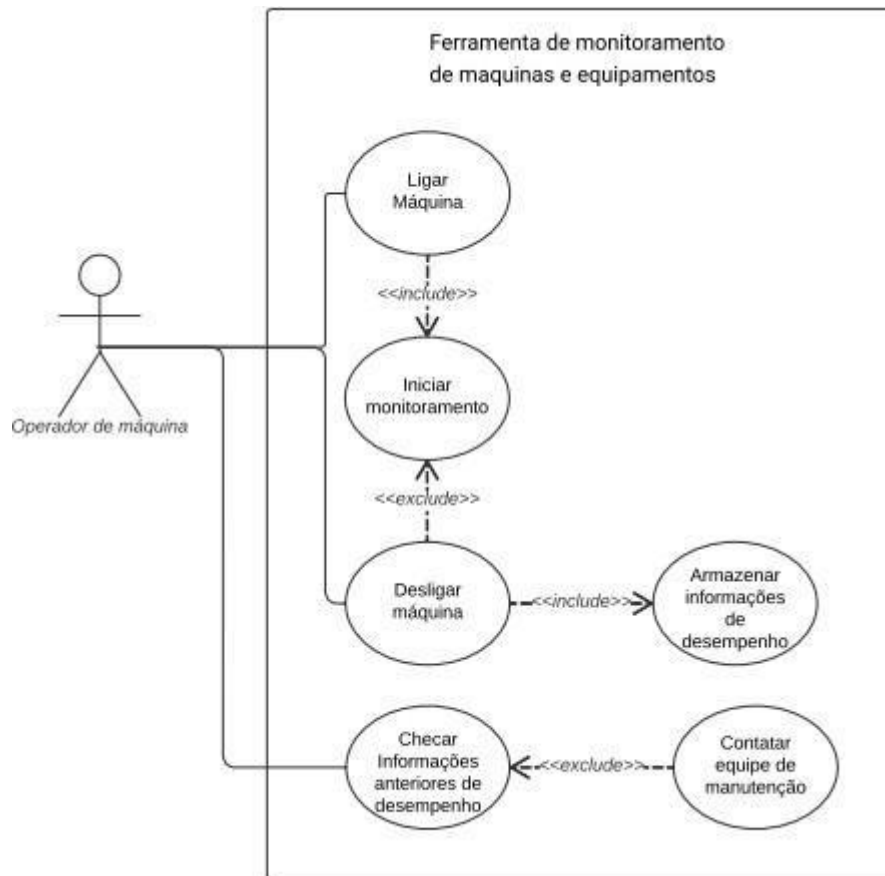 Ferramenta de monitoramento
de maquinas e equipamentos
Ligar
Máquina
<<include>>
Iniciar
monitoramento
Operador de máquina
<<exclude>>
Desligar
máquina
<<include>>
Armazenar
informações
de
desempenho
Checar
Informações
anteriores de
desempenho
<<exclude>>
Contatar
equipe de
manutenção